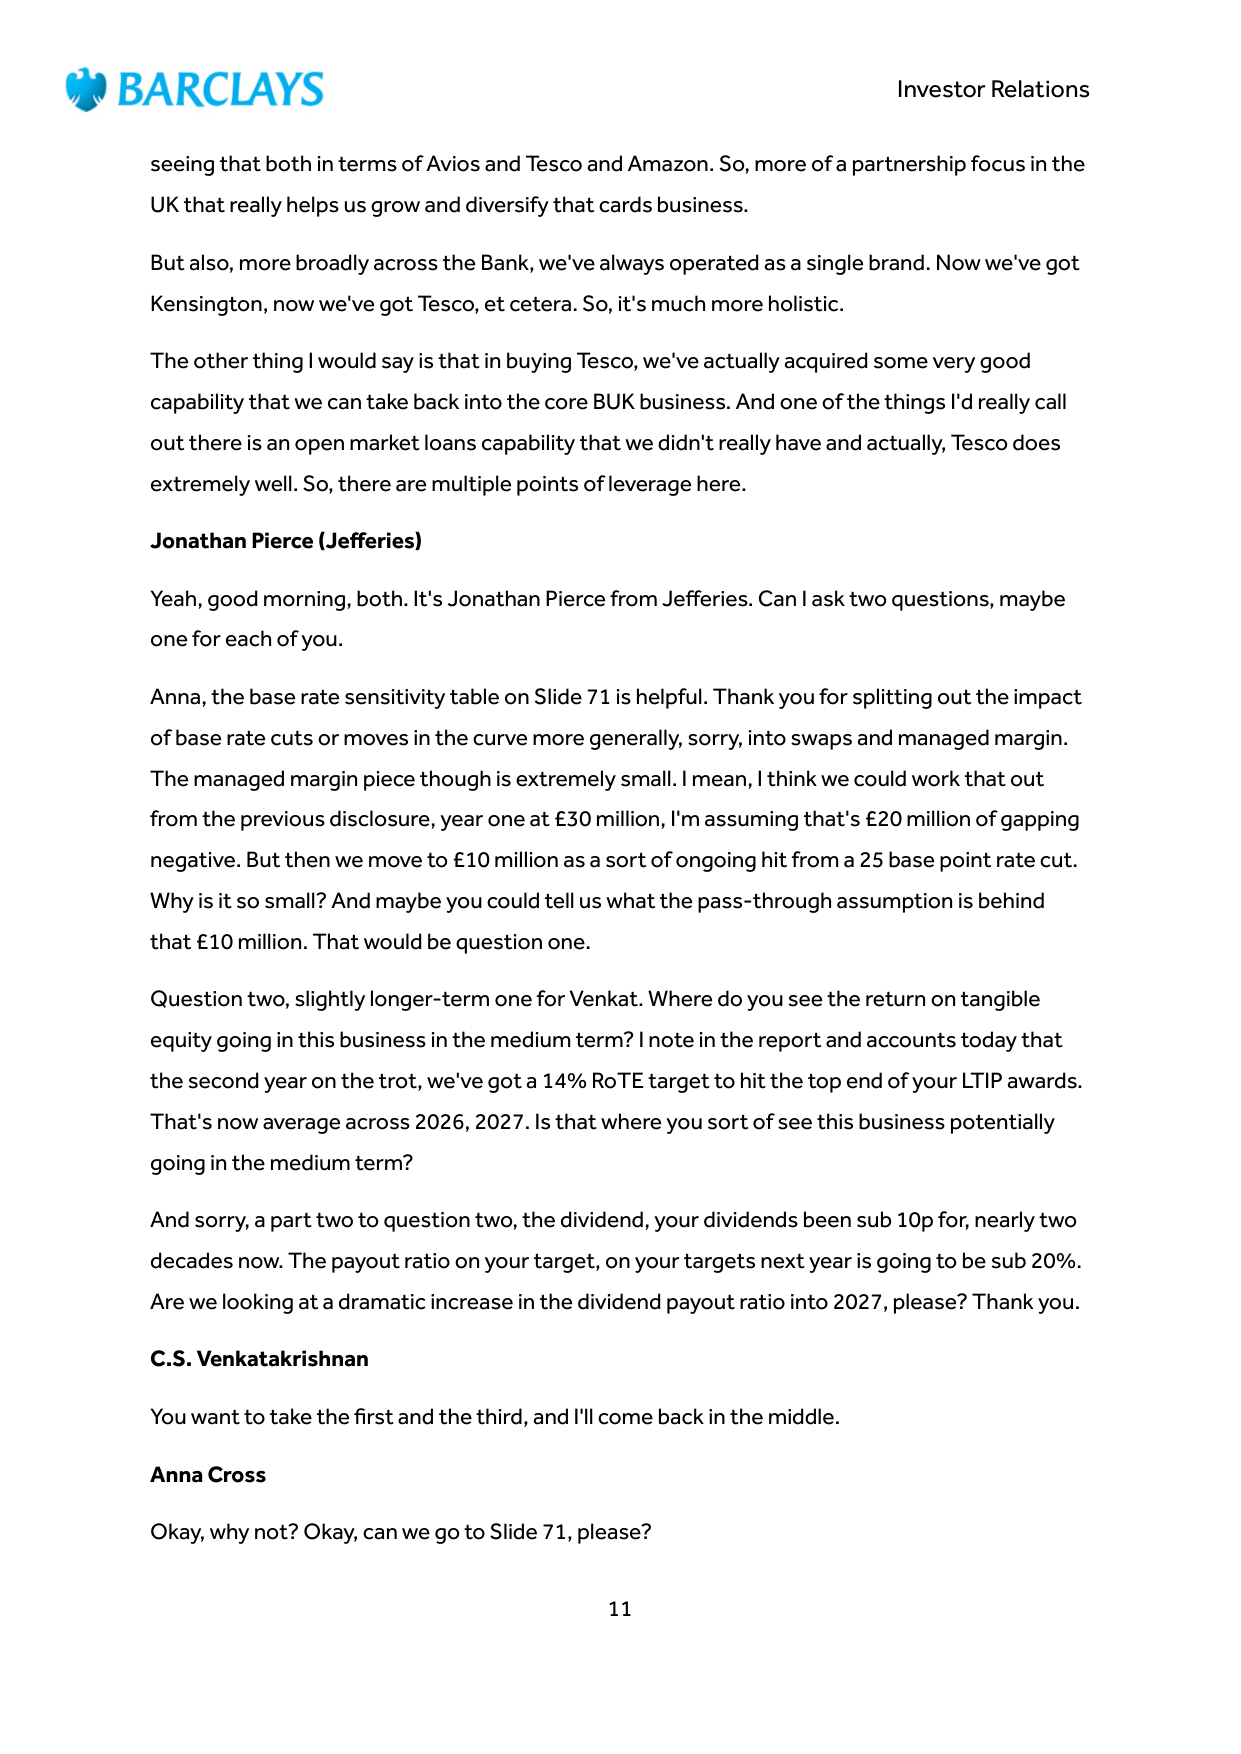 BARCLAYS
Investor Relations
seeing that both in terms of Avios and Tesco and Amazon. So, more of a partnership focus in the
UK that really helps us grow and diversify that cards business.
But also, more broadly across the Bank, we've always operated as a single brand. Now we've got
Kensington, now we've got Tesco, et cetera. So, it's much more holistic.
The other thing I would say is that in buying Tesco, we've actually acquired some very good
capability that we can take back into the core BUK business. And one of the things I'd really call
out there is an open market loans capability that we didn't really have and actually, Tesco does
extremely well. So, there are multiple points of leverage here.
Jonathan Pierce (Jefferies)
Yeah, good morning, both. It's Jonathan Pierce from Jefferies. Can I ask two questions, maybe
one for each of you.
Anna, the base rate sensitivity table on Slide 71 is helpful. Thank you for splitting out the impact
of base rate cuts or moves in the curve more generally, sorry, into swaps and managed margin.
The managed margin piece though is extremely small. I mean, I think we could work that out
from the previous disclosure, year one at £30 million, I'm assuming that's £20 million of gapping
negative. But then we move to £10 million as a sort of ongoing hit from a 25 base point rate cut.
Why is it so small? And maybe you could tell us what the pass-through assumption is behind
that £10 million. That would be question one.
Question two, slightly longer-term one for Venkat. Where do you see the return on tangible
equity going in this business in the medium term? I note in the report and accounts today that
the second year on the trot, we've got a 14% RoTE target to hit the top end of your LTIP awards.
That's now average across 2026, 2027. Is that where you sort of see this business potentially
going in the medium term?
And sorry, a part two to question two, the dividend, your dividends been sub 10p for, nearly two
decades now. The payout ratio on your target, on your targets next year is going to be sub 20%.
Are we looking at a dramatic increase in the dividend payout ratio into 2027, please? Thank you.
C.S. Venkatakrishnan
You want to take the first and the third, and I'll come back in the middle.
Anna Cross
Okay, why not? Okay, can we go to Slide 71, please?
11